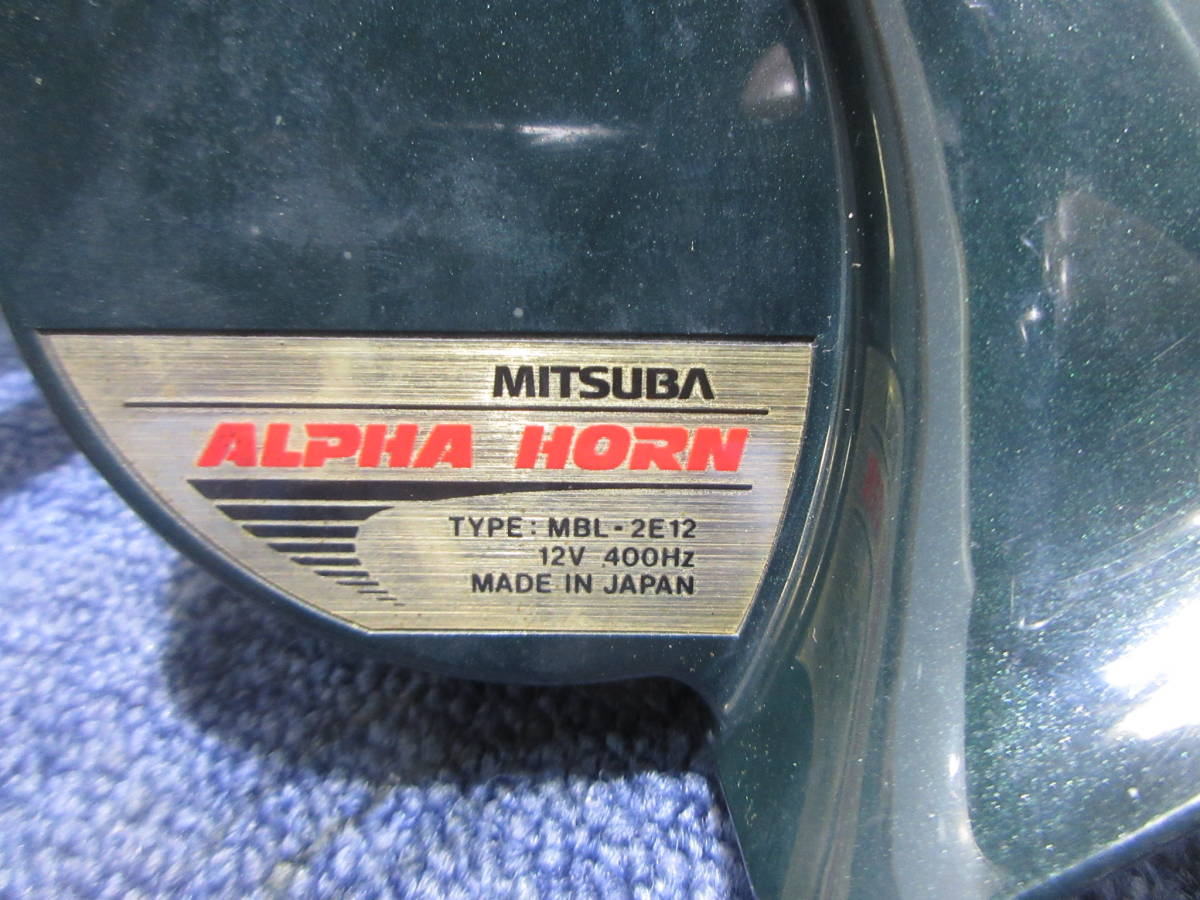 MITSUBA
ALPHA HORN
TYPE: MBL-2E12
12V 400Hz
MADE IN JAPAN